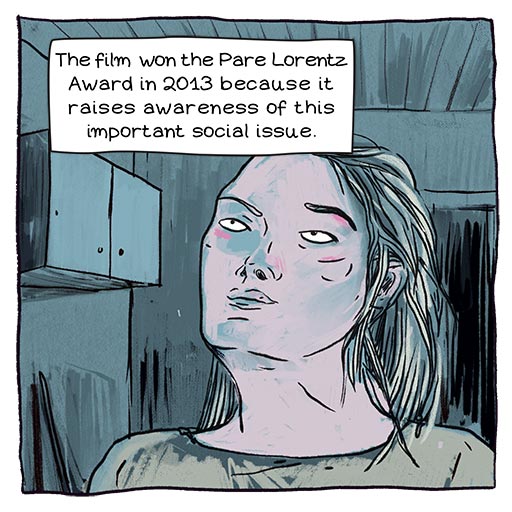 The film won the Pare Lorentz
Award in 2013 because it
raises awareness of this
important social issue.